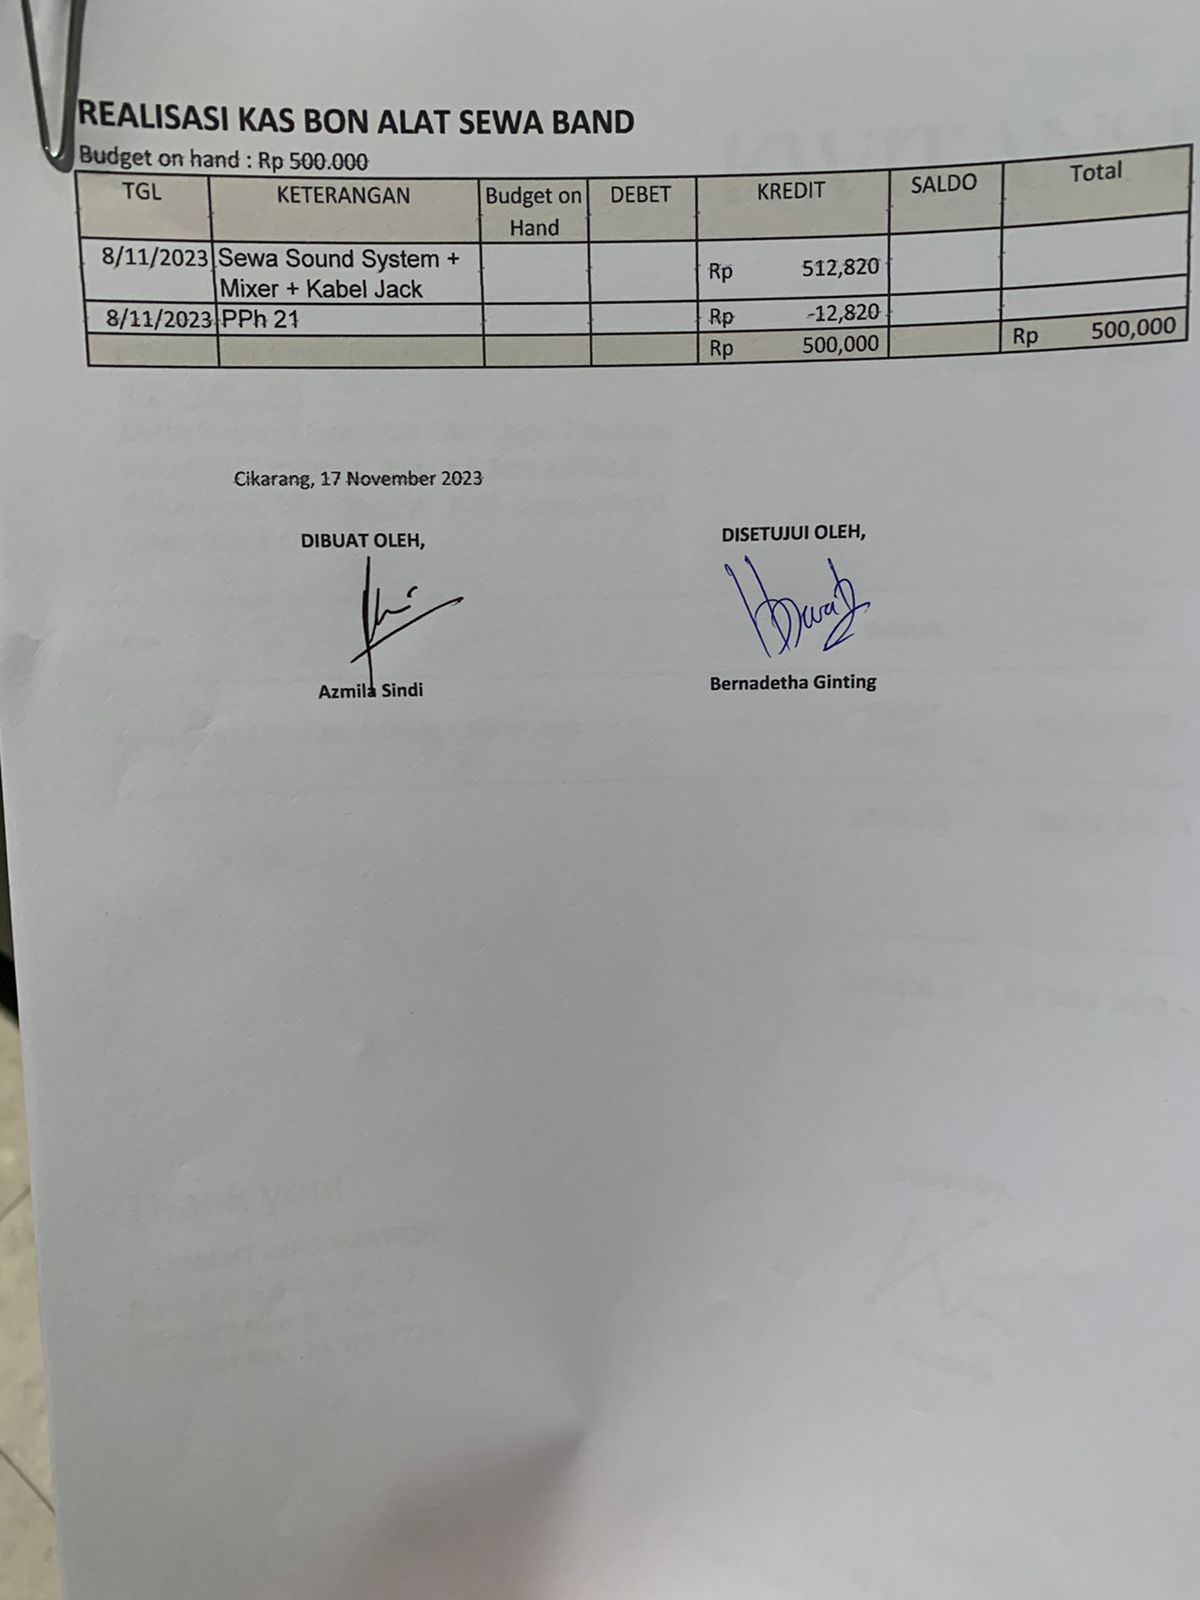 REALISASI KAS BON ALAT SEWA BAND
Budget on hand : Rp 500.000
TGL KETERANGAN Budget on Hand DEBET KREDIT SALDO Total
8/11/2023 Sewa Sound System + Mixer + Kabel Jack Rp 512,820
8/11/2023 PPh 21 Rp -12,820
Rp 500,000 Rp 500,000
Cikarang, 17 November 2023
DIBUAT OLEH, DISETUJUI OLEH,
Azmila Sindi Bernadetha Ginting